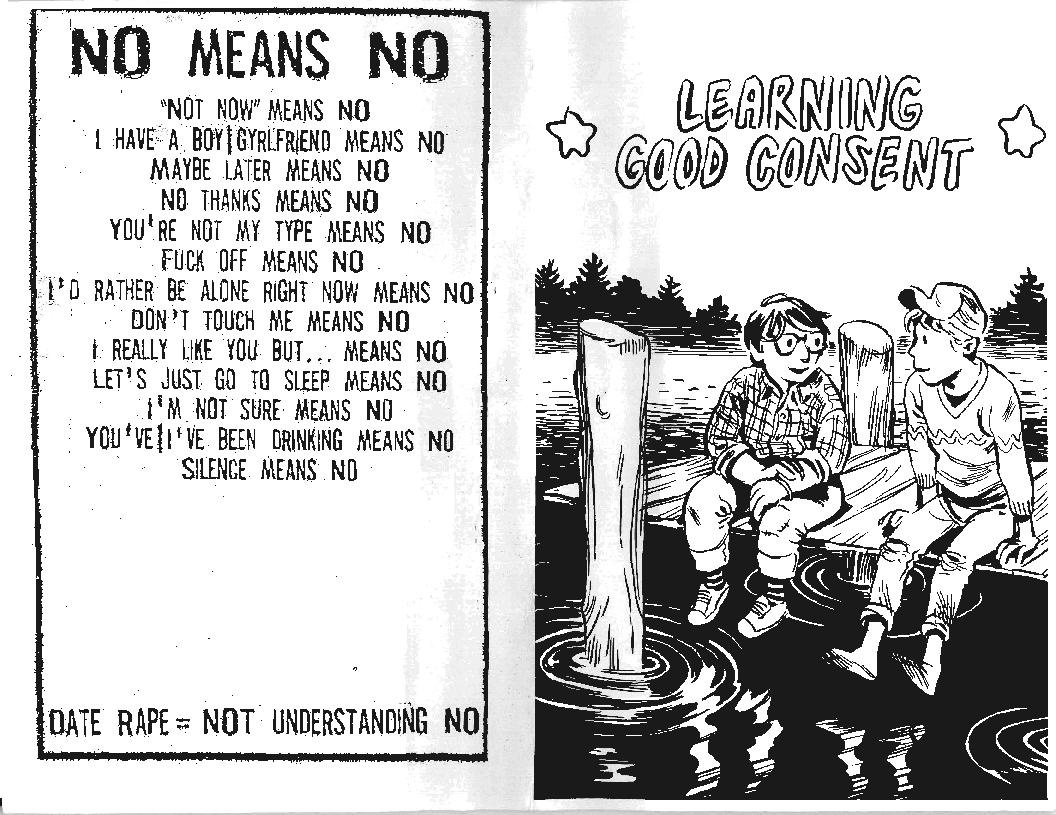 NO MEANS NO
"NOT NOW" MEANS NO
I HAVE A BOY|GYRLFRIEND MEANS NO
MAYBE LATER MEANS NO
NO THANKS MEANS NO
YOU'RE NOT MY TYPE MEANS NO
FUCK OFF MEANS NO
I'D RATHER BE ALONE RIGHT NOW MEANS NO
DON'T TOUCH ME MEANS NO
I REALLY LIKE YOU BUT... MEANS NO
LET'S JUST GO TO SLEEP MEANS NO
I'M NOT SURE MEANS NO
YOU'VE|I'VE BEEN DRINKING MEANS NO
SILENCE MEANS NO
DATE RAPE = NOT UNDERSTANDING NO
LEARNING
GOOD CONSENT